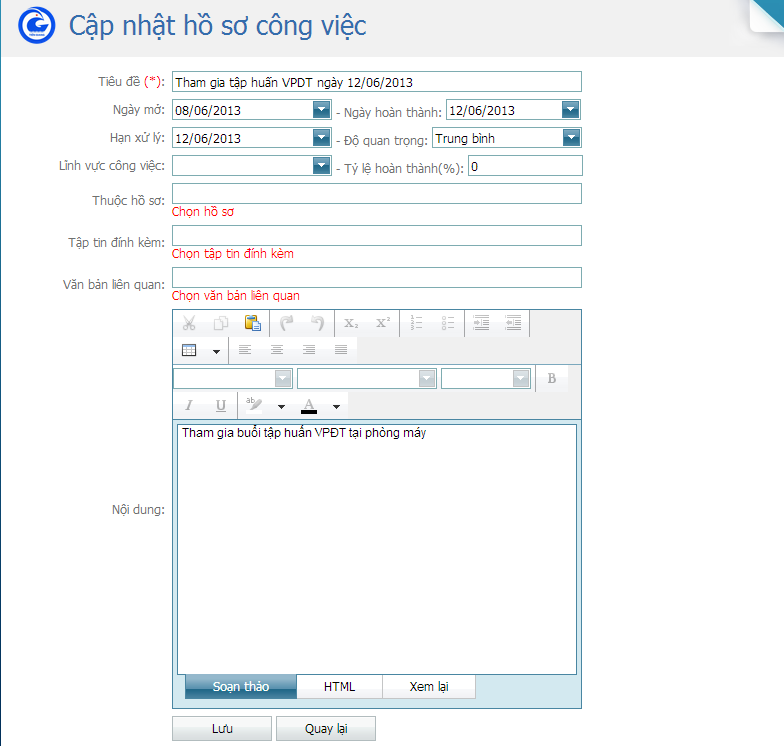 Cập nhật hồ sơ công việc
Tiêu đề (*): Tham gia tập huấn VPDT ngày 12/06/2013
Ngày mở: 08/06/2013 - Ngày hoàn thành: 12/06/2013
Hạn xử lý: 12/06/2013 - Độ quan trọng: Trung bình
Lĩnh vực công việc: - Tỷ lệ hoàn thành(%): 0
Thuộc hồ sơ:
Chọn hồ sơ
Tập tin đính kèm:
Chọn tập tin đính kèm
Văn bản liên quan:
Chọn văn bản liên quan
X₂ X²
B
I U ab A
Tham gia buổi tập huấn VPĐT tại phòng máy
Nội dung:
Soạn thảo HTML Xem lại
Lưu Quay lại